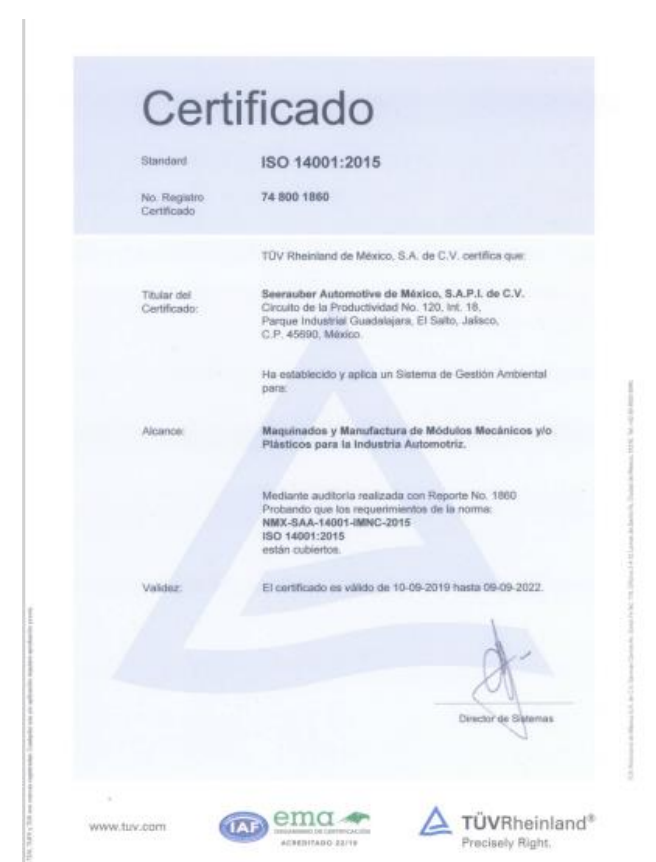 Certificado
Standard ISO 14001:2015
No. Registro 74 800 1860
Certificado
TÜV Rheinland de México, S.A. de C.V. certifica que:
Titular del Seerauber Automotive de México, S.A.P.I. de C.V.
Certificado: Circuito de la Productividad No. 120, Int. 18,
Parque Industrial Guadalajara, El Salto, Jalisco,
C.P. 45690, México.
Ha establecido y aplica un Sistema de Gestión Ambiental
para:
Alcance: Maquinados y Manufactura de Módulos Mecánicos y/o
Plásticos para la Industria Automotriz.
Mediante auditoría realizada con Reporte No. 1860
Probando que los requerimientos de la norma:
NMX-SAA-14001-IMNC-2015
ISO 14001:2015
están cubiertos.
Validez: El certificado es válido de 10-09-2019 hasta 09-09-2022.
Director de Sistemas
www.tuv.com
IAF
ema
ORGANISMO DE CERTIFICACIÓN
ACREDITADO 22/10
TÜVRheinland®
Precisely Right.